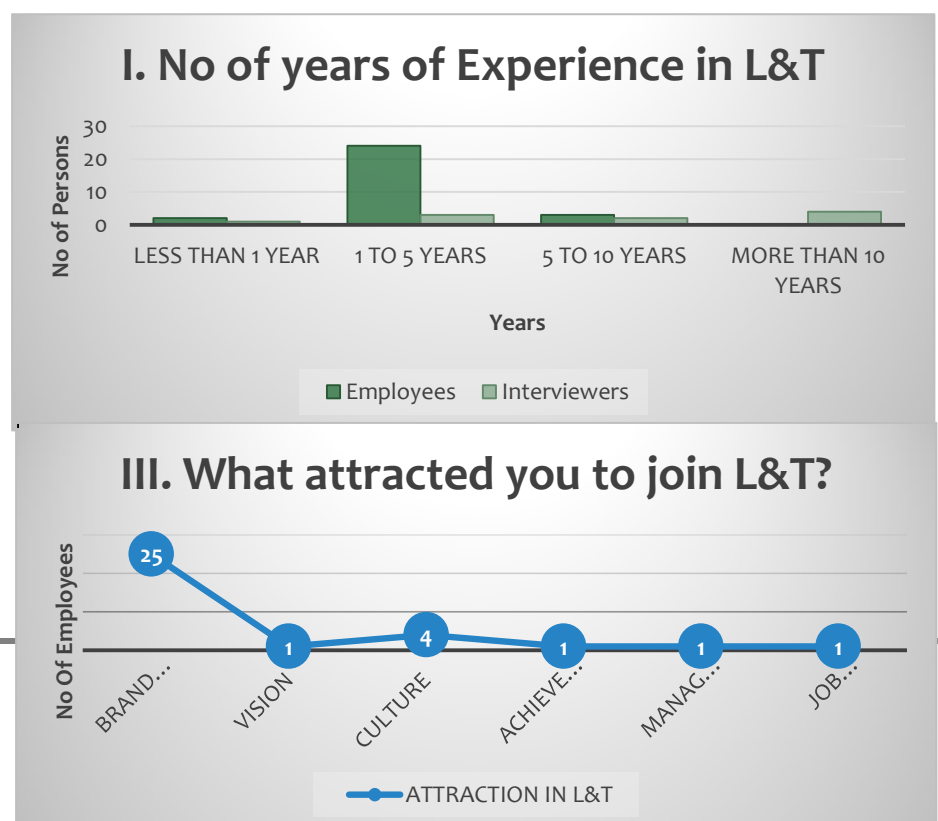 I. No of years of Experience in L&T
No of Persons
30
20
10
0
LESS THAN 1 YEAR
1 TO 5 YEARS
5 TO 10 YEARS
MORE THAN 10
YEARS
Years
Employees
Interviewers
III. What attracted you to join L&T?
No Of Employees
25
1
4
1
1
1
BRAND...
VISION
CULTURE
ACHIEVE...
MANAG...
JOB...
ATTRACTION IN L&T